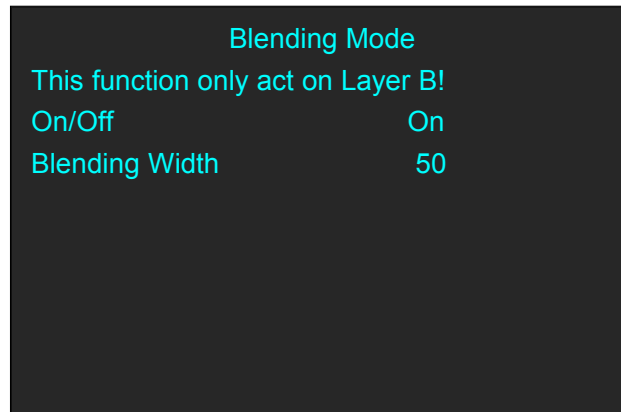 Blending Mode
This function only act on Layer B!
On/Off On
Blending Width 50